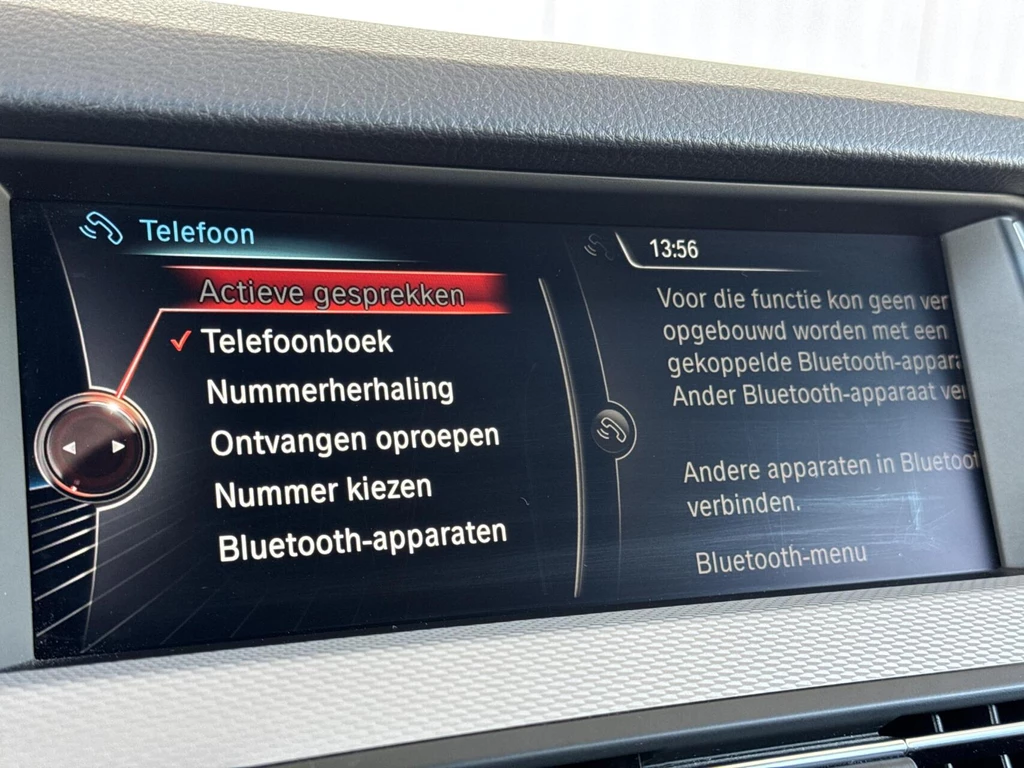 Telefoon
Actieve gesprekken
Telefoonboek
Nummerherhaling
Ontvangen oproepen
Nummer kiezen
Bluetooth-apparaten
13:56
Voor die functie kon geen
opgebouwd worden met een
gekoppelde
Ander Bluetooth-apparaat
Andere apparaten in
verbinden.
Bluetooth-menu